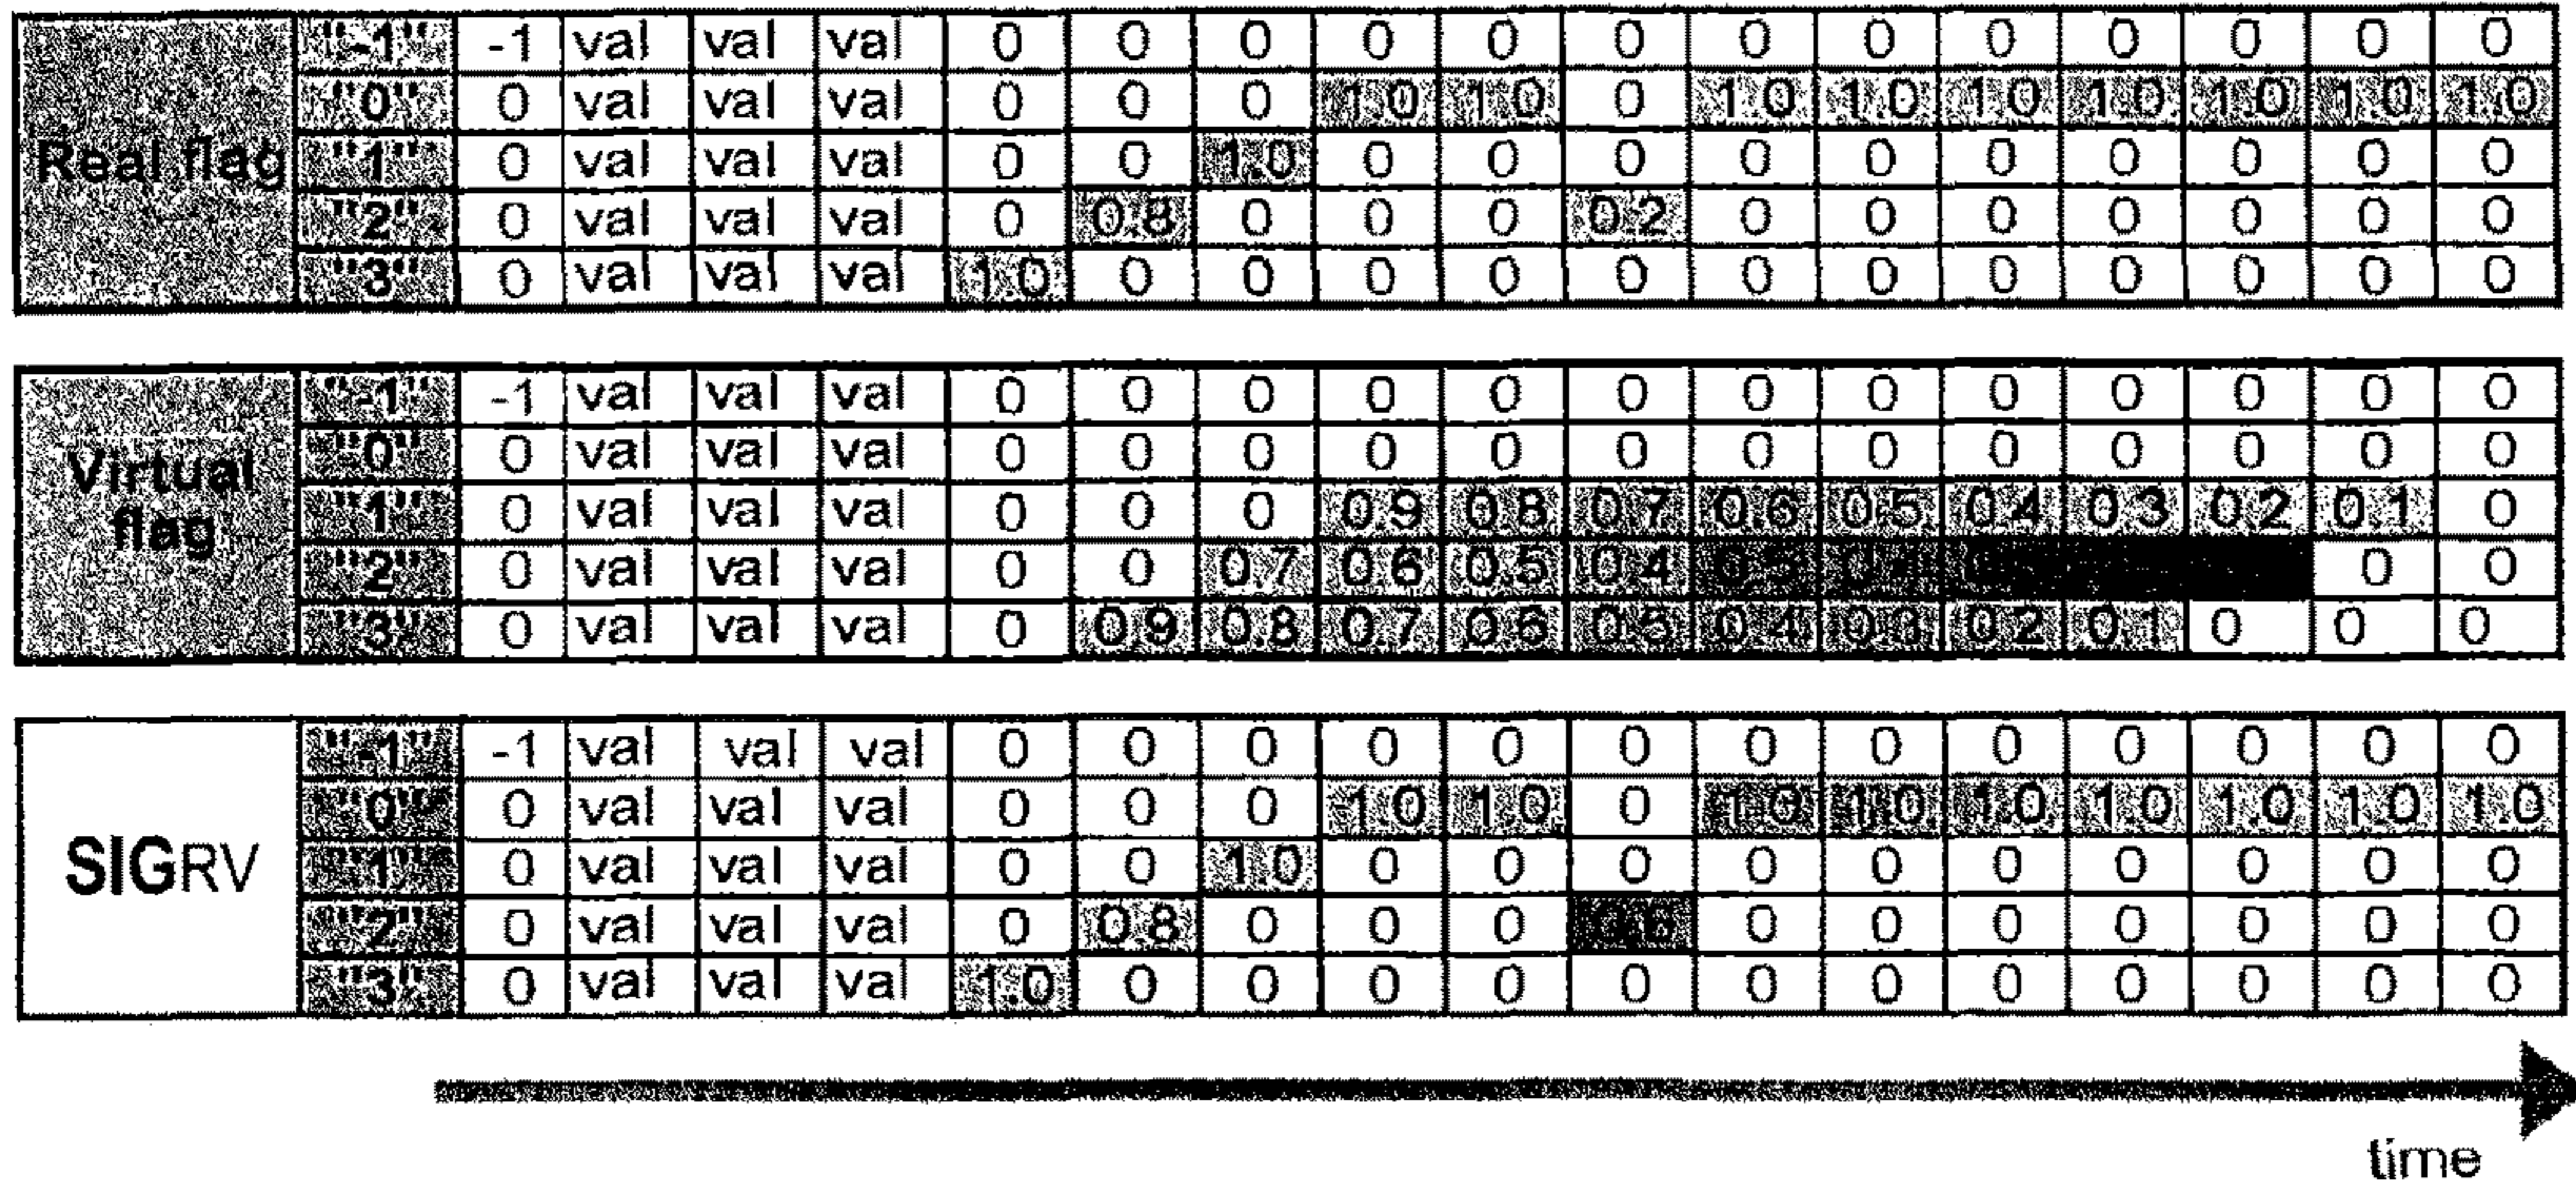 "-1" -1 val val val 0 0 0 0 0 0 0 0 0 0 0 0 0
"0" 0 val val val 0 0 0 1.0 1.0 0 1.0 1.0 1.0 1.0 1.0 1.0 1.0
Real flag "1" 0 val val val 0 0 1.0 0 0 0 0 0 0 0 0 0 0
"2" 0 val val val 0 0.8 0 0 0 0.2 0 0 0 0 0 0 0
"3" 0 val val val 1.0 0 0 0 0 0 0 0 0 0 0 0 0
"-1" -1 val val val 0 0 0 0 0 0 0 0 0 0 0 0 0
Virtual "0" 0 val val val 0 0 0 0 0 0 0 0 0 0 0 0 0
flag "1" 0 val val val 0 0 0 0.9 0.8 0.7 0.6 0.5 0.4 0.3 0.2 0.1 0
"2" 0 val val val 0 0 0.7 0.6 0.5 0.4 0 0
"3" 0 val val val 0 0.9 0.8 0.7 0.6 0.5 0.4 0.3 0.2 0.1 0 0 0
"-1" -1 val val val 0 0 0 0 0 0 0 0 0 0 0 0 0
"0" 0 val val val 0 0 0 1.0 1.0 0 1.0 1.0 1.0 1.0 1.0 1.0 1.0
SIGRV "1" 0 val val val 0 0 1.0 0 0 0 0 0 0 0 0 0 0
"2" 0 val val val 0 0.8 0 0 0 0.6 0 0 0 0 0 0 0
"3" 0 val val val 1.0 0 0 0 0 0 0 0 0 0 0 0 0
time